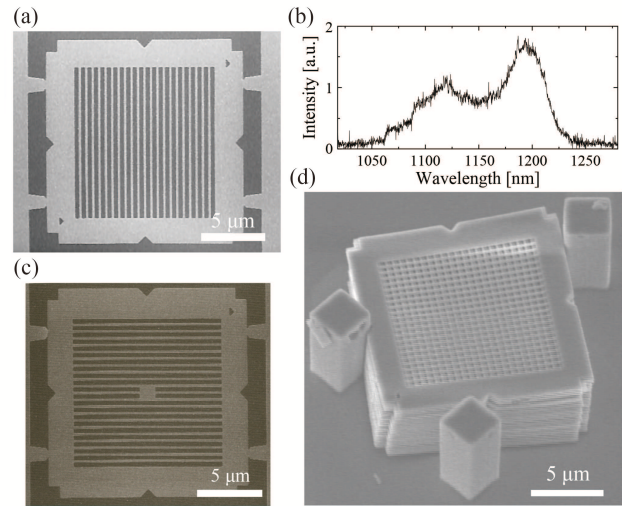 (a)
5 μm
(b)
Intensity [a.u.]
2
1
0
1050 1100 1150 1200 1250
Wavelength [nm]
(c)
5 μm
(d)
5 μm